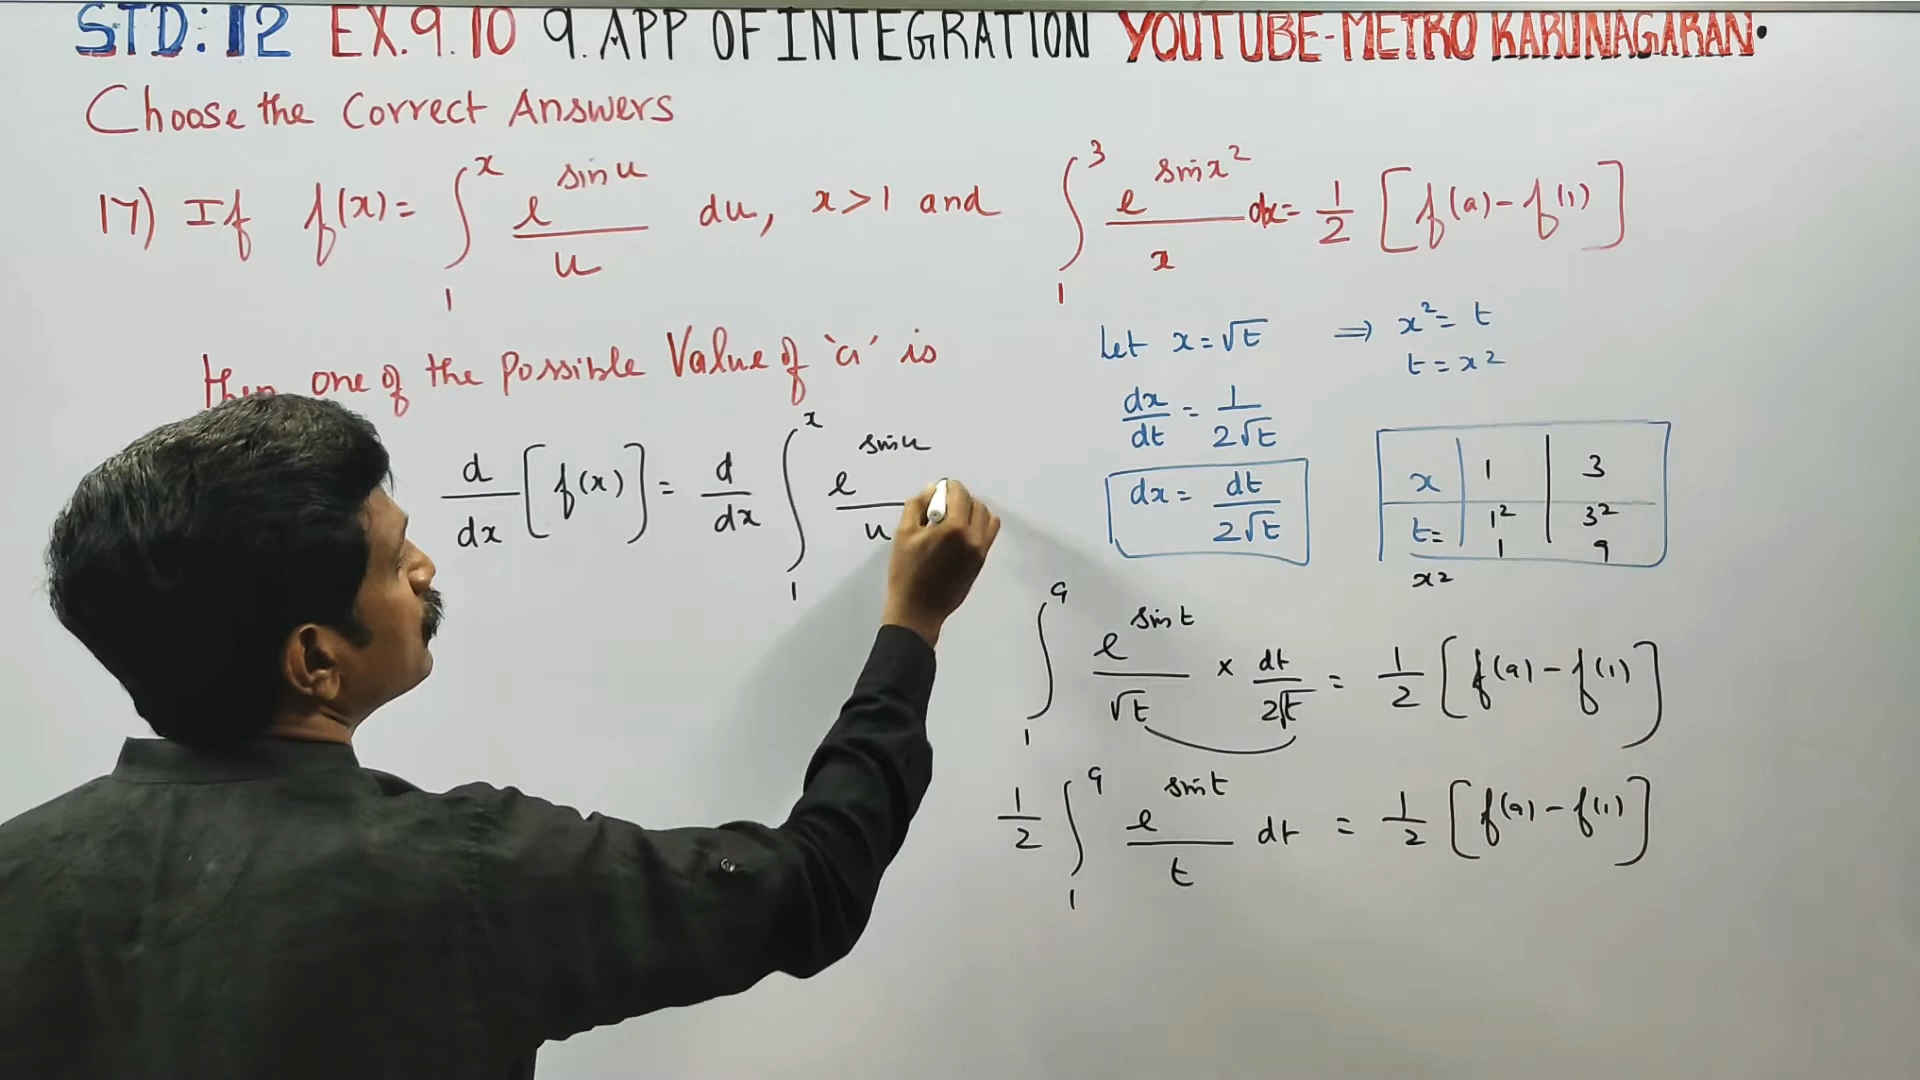 STD: 12 EX.9.10 9. APP OF INTEGRATION YOUTUBE-METRO KARUNAGARAN.
Choose the Correct Answers
17) If f(x) = ∫₁ˣ e^(sin u)/u du, x>1 and ∫₁³ e^(sin x²)/x dx = 1/2 [f(a) - f(1)]
then one of the Possible Value of 'a' is
Let x = √t ⇒ x² = t
t = x²
dx/dt = 1/(2√t)
dx = dt/(2√t)
x 1 3
t = x² 1² 3²
1 9
d/dx [f(x)] = d/dx ∫₁ˣ e^(sin u)/u
∫₁⁹ e^(sin t)/√t × dt/(2√t) = 1/2 [f(a) - f(1)]
1/2 ∫₁⁹ e^(sin t)/t dt = 1/2 [f(a) - f(1)]